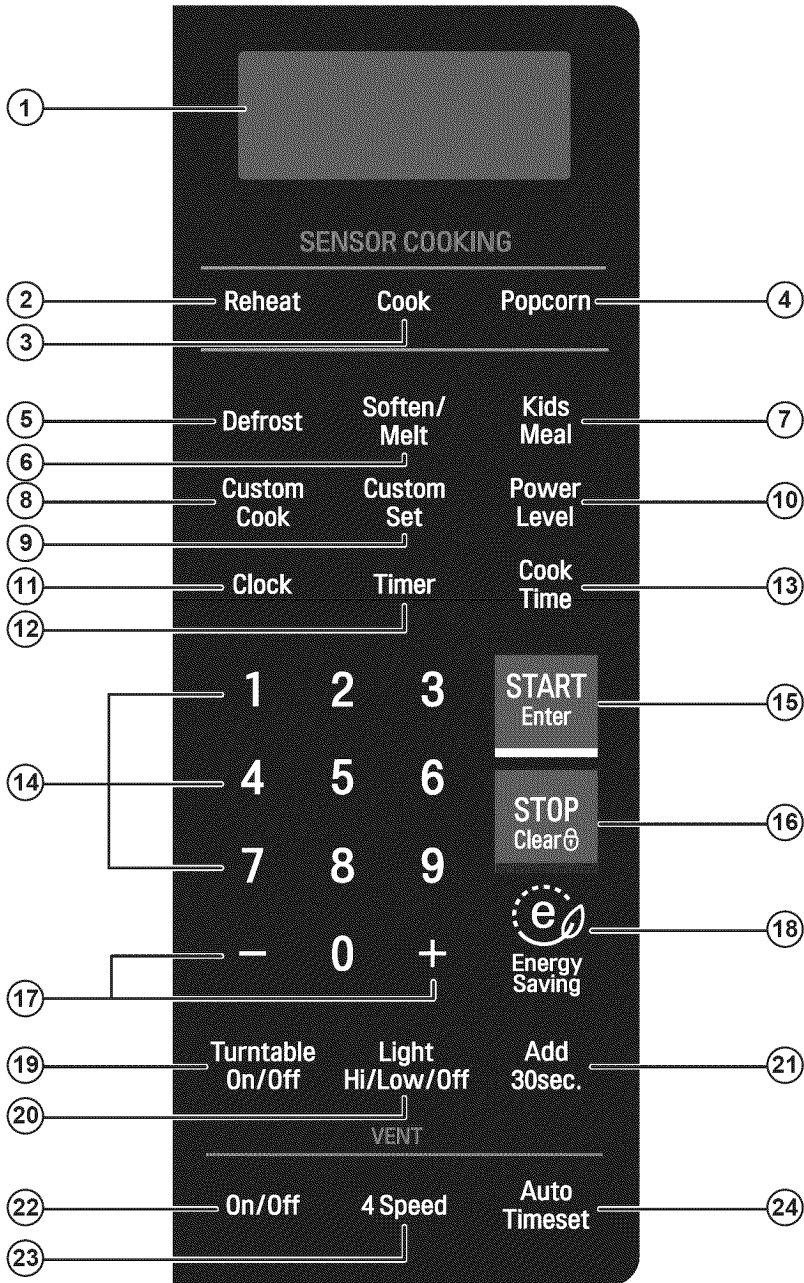 1
SENSOR COOKING
2 Reheat Cook Popcorn 4
3
5 Defrost Soften/ Melt Kids Meal 7
6
8 Custom Cook Custom Set Power Level 10
9
11 Clock Timer Cook Time 13
12
1 2 3 START Enter 15
14 4 5 6 STOP Clear 16
7 8 9
e 18
- 0 + Energy Saving
17
19 Turntable On/Off Light Hi/Low/Off Add 30sec. 21
20
VENT
22 On/Off 4 Speed Auto Timeset 24
23